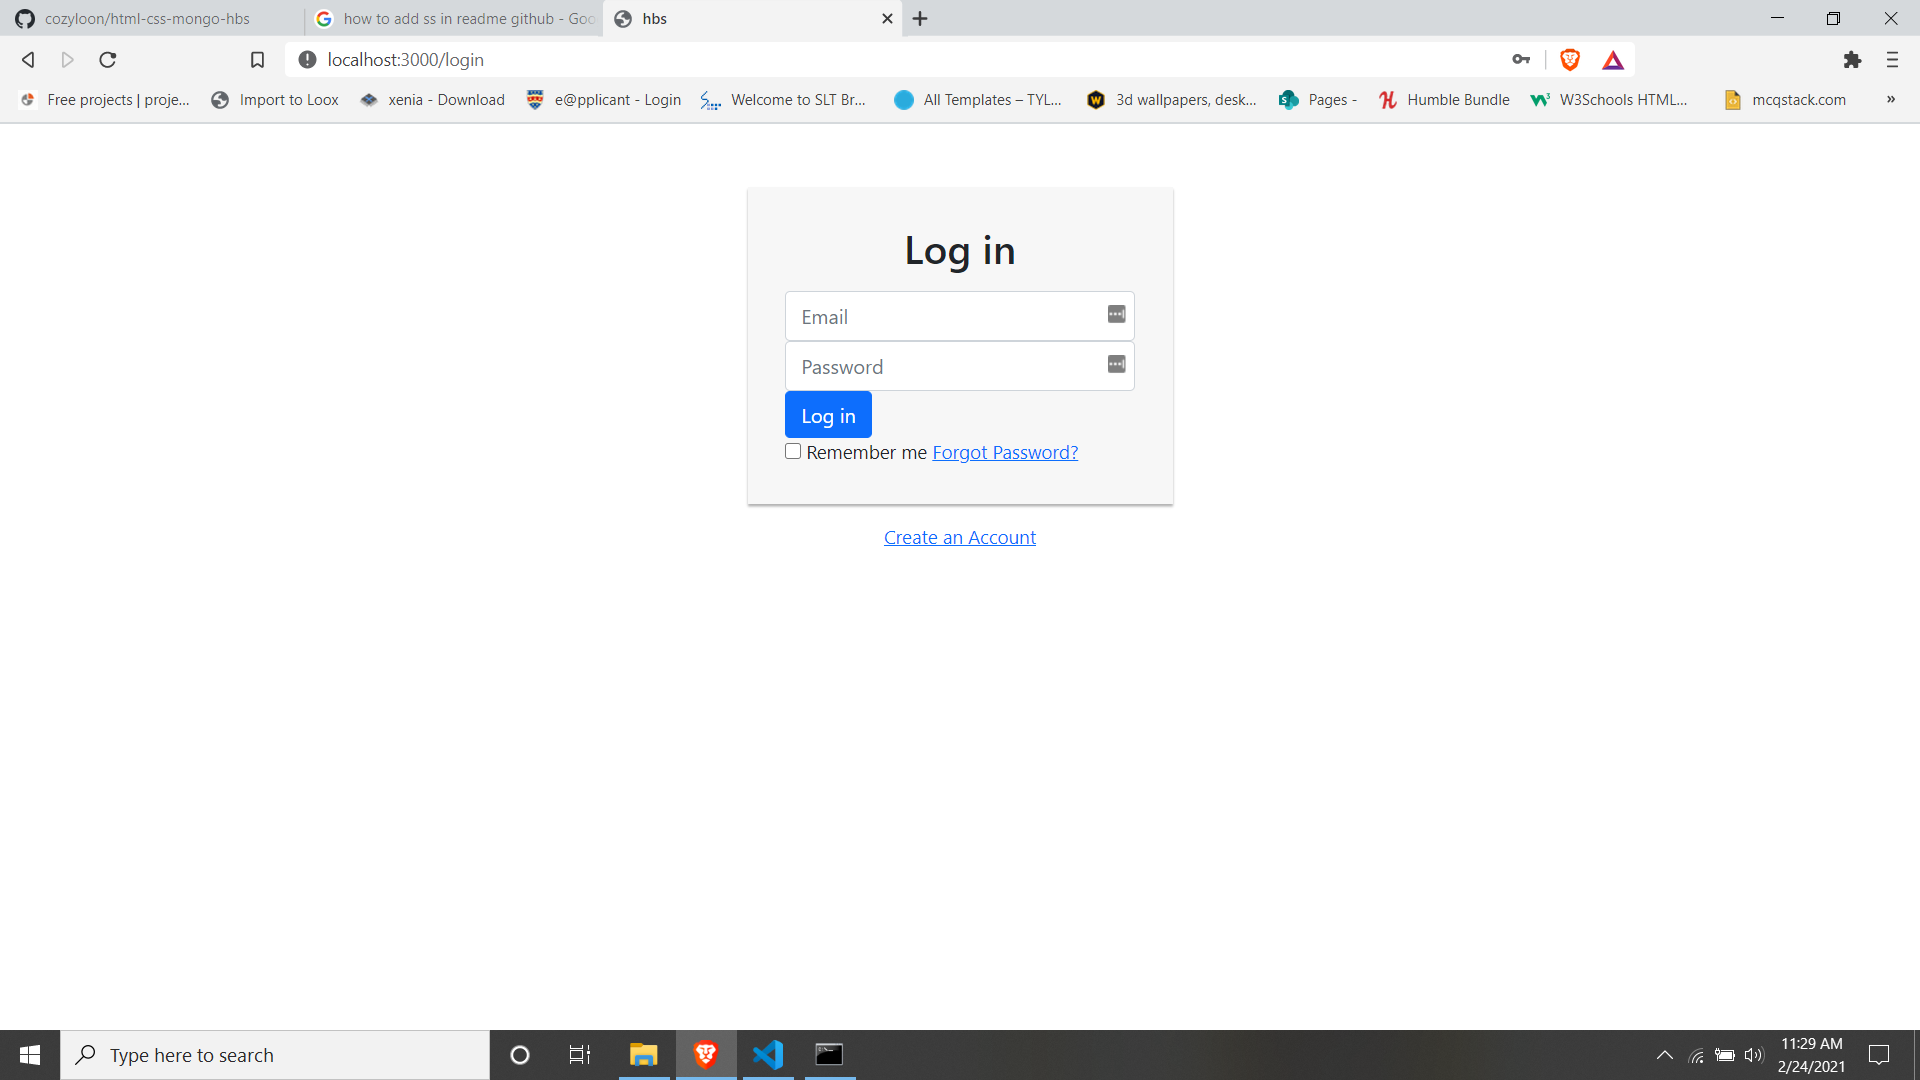 cozyloon/html-css-mongo-hbs
how to add ss in readme github - Goo
hbs
localhost:3000/login
Free projects | proje...
Import to Loox
xenia - Download
e@pplicant - Login
Welcome to SLT Br...
All Templates – TYL...
3d wallpapers, desk...
Pages -
Humble Bundle
W3Schools HTML...
mcqstack.com
»
Log in
Email
Password
Log in
Remember me Forgot Password?
Create an Account
Type here to search
11:29 AM
2/24/2021